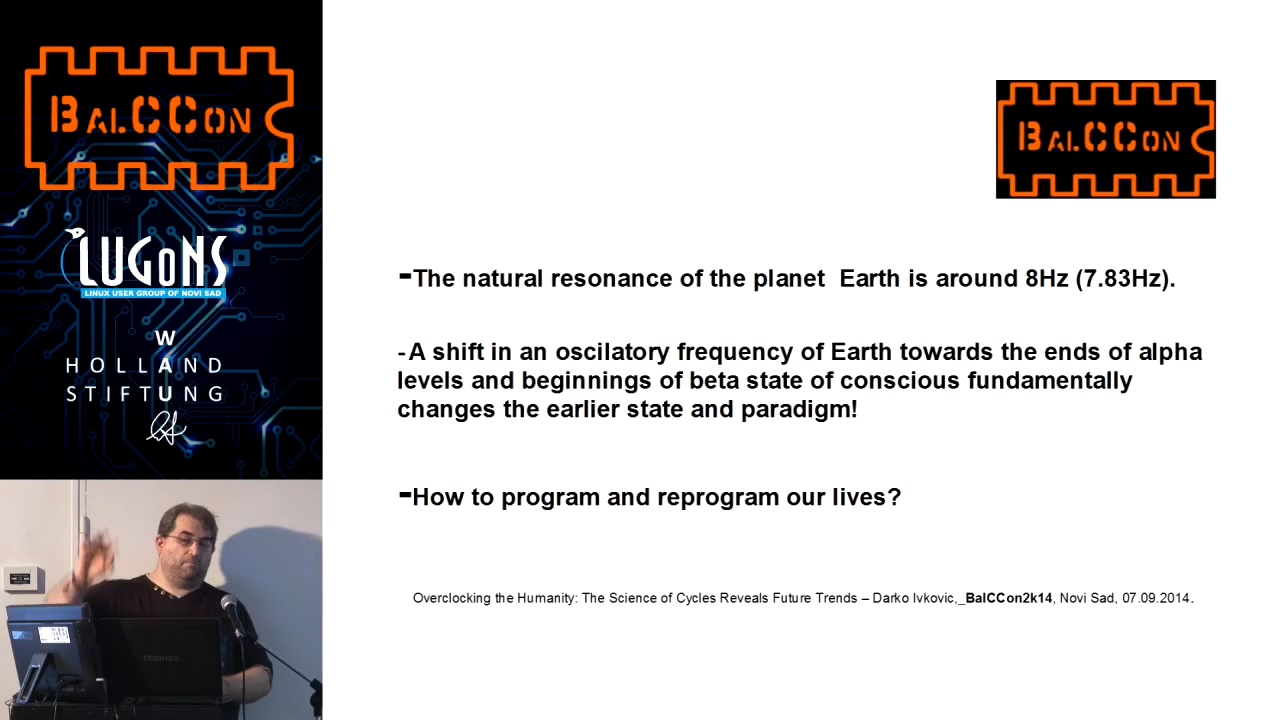 BALCCON
LUGoNS
LINUX USER GROUP OF NOVI SAD
WAU
HOLLAND
STIFTUNG
TOSHIBA
BALCCON
-The natural resonance of the planet  Earth is around 8Hz (7.83Hz).
-A shift in an oscilatory frequency of Earth towards the ends of alpha
levels and beginnings of beta state of conscious fundamentally
changes the earlier state and paradigm!
-How to program and reprogram our lives?
Overclocking the Humanity: The Science of Cycles Reveals Future Trends – Darko Ivkovic,_BalCCon2k14, Novi Sad, 07.09.2014.